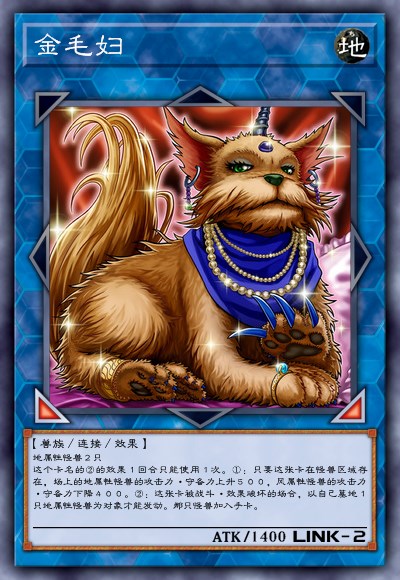 金毛妇
地
【兽族／连接／效果】
地属性怪兽2只
这个卡名的②的效果1回合只能使用1次。①：只要这张卡在怪兽区域存
在，场上的地属性怪兽的攻击力·守备力上升500，风属性怪兽的攻击力
·守备力下降400。②：这张卡被战斗·效果破坏的场合，以自己墓地1
只地属性怪兽为对象才能发动。那只怪兽加入手卡。
ATK/1400 LINK-2